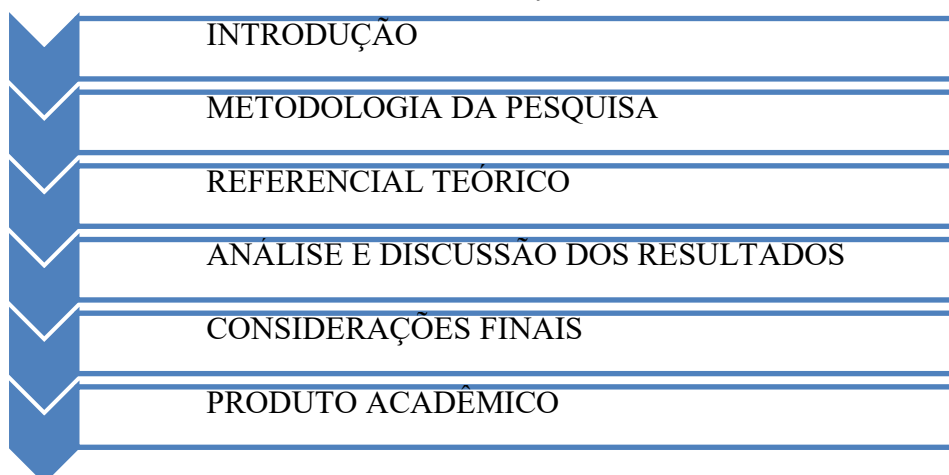 INTRODUÇÃO
METODOLOGIA DA PESQUISA
REFERENCIAL TEÓRICO
ANÁLISE E DISCUSSÃO DOS RESULTADOS
CONSIDERAÇÕES FINAIS
PRODUTO ACADÊMICO